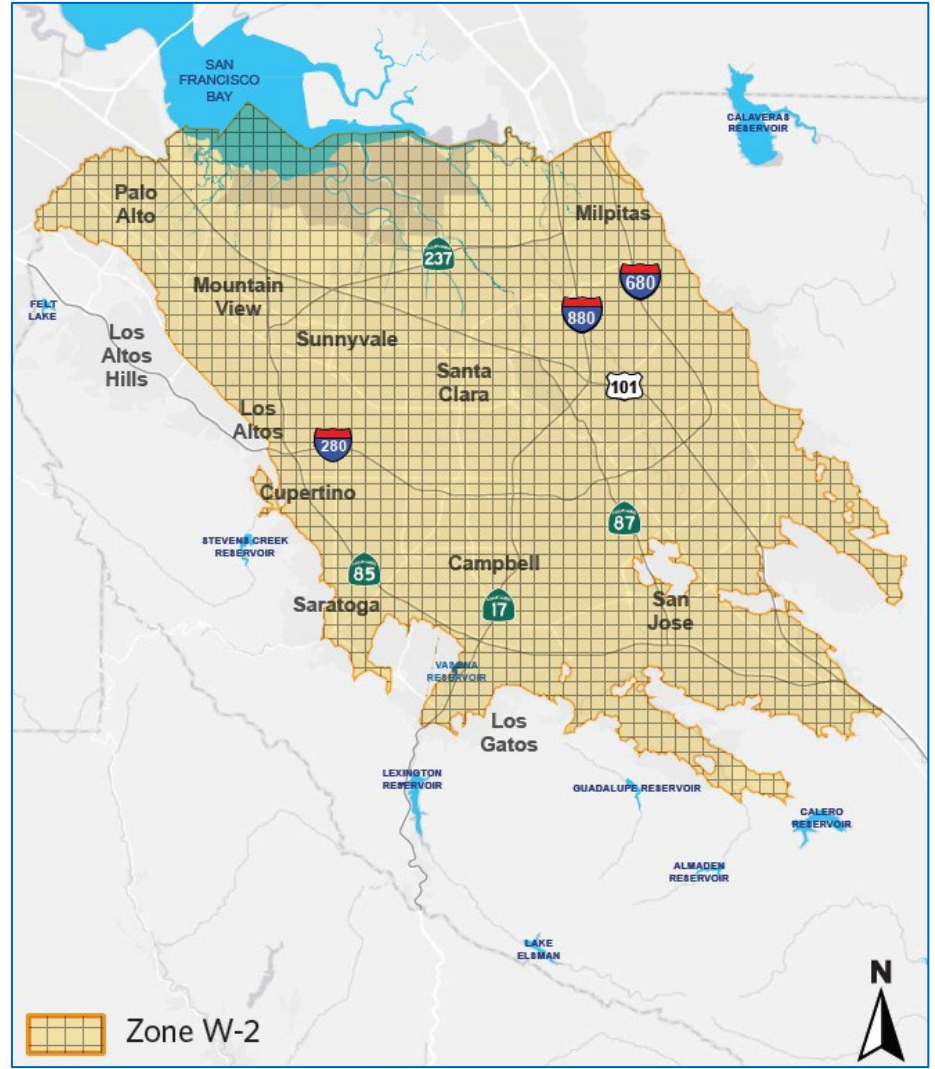 SAN
FRANCISCO
BAY
CALAVERAS
RESERVOIR
Palo
Alto
Milpitas
237
680
Mountain
View
FELT
LAKE
880
Los
Altos
Hills
Sunnyvale
Santa
Clara
101
Los
Altos
280
Cupertino
87
STEVENS CREEK
RESERVOIR
Campbell
85
Saratoga
17
San
Jose
VASONA
RESERVOIR
Los
Gatos
LEXINGTON
RESERVOIR
GUADALUPE RESERVOIR
CALERO
RESERVOIR
ALMADEN
RESERVOIR
LAKE
ELSMAN
N
Zone W-2